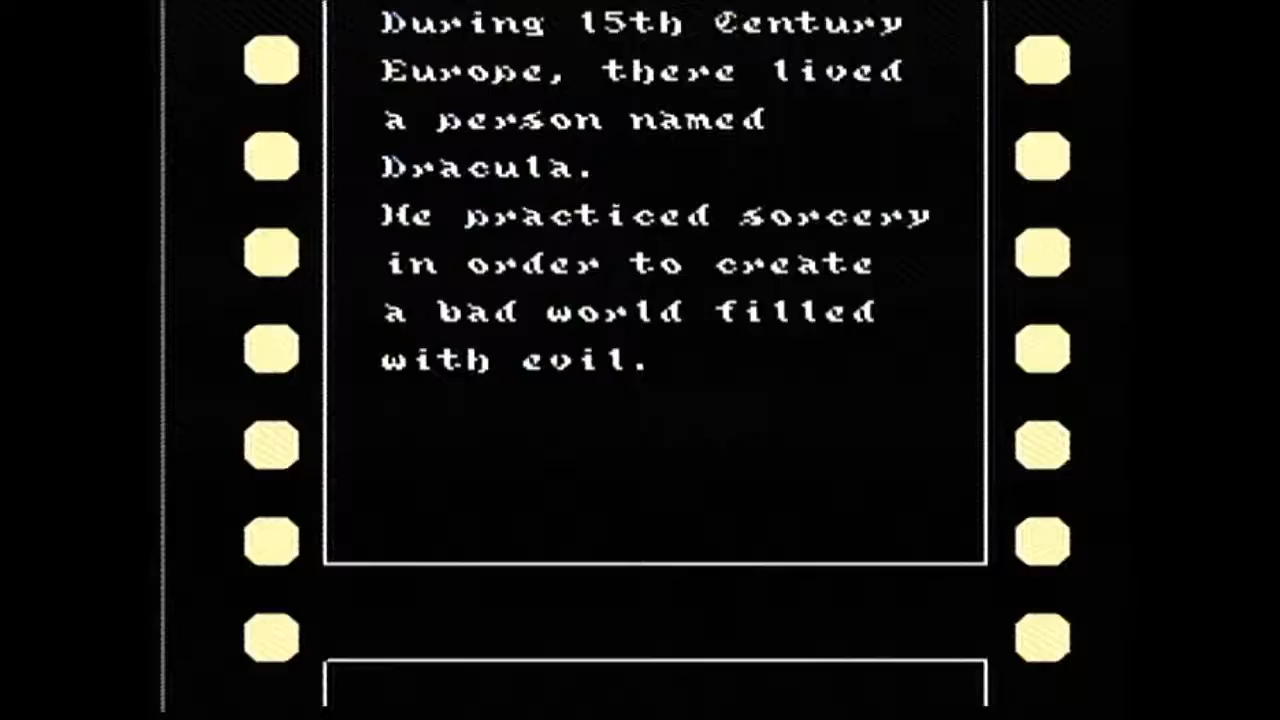 During 15th Century
Europe, there lived
a person named
Dracula.
He practiced sorcery
in order to create
a bad world filled
with evil.